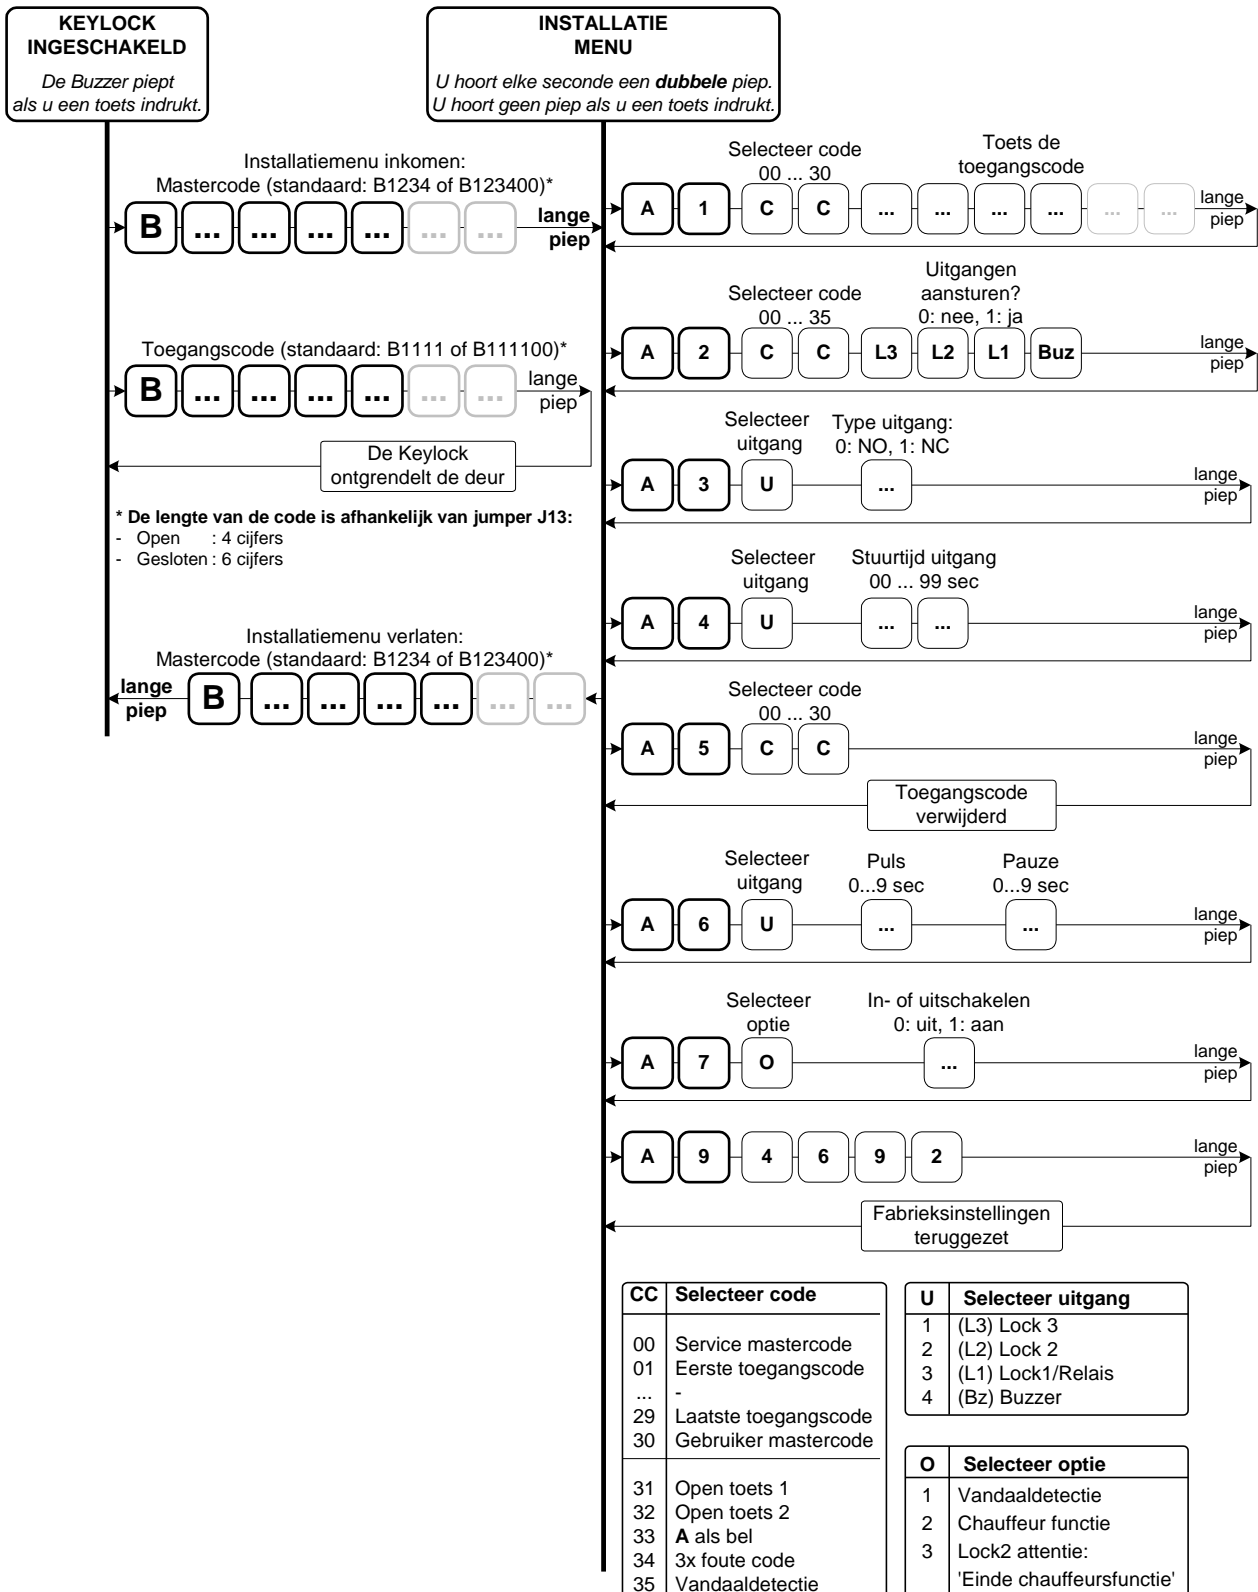 KEYLOCK
INGESCHAKELD
De Buzzer piept
als u een toets indrukt.
INSTALLATIE
MENU
U hoort elke seconde een dubbele piep.
U hoort geen piep als u een toets indrukt.
Installatiemenu inkomen:
Mastercode (standaard: B1234 of B123400)*
B ... ... ... ... ... ... lange
piep
Toegangscode (standaard: B1111 of B111100)*
B ... ... ... ... ... ... lange
piep
De Keylock
ontgrendelt de deur
* De lengte van de code is afhankelijk van jumper J13:
- Open : 4 cijfers
- Gesloten : 6 cijfers
Installatiemenu verlaten:
Mastercode (standaard: B1234 of B123400)*
lange
piep
B ... ... ... ... ... ...
Selecteer code
00 ... 30
Toets de
toegangscode
A 1 C C ... ... ... ... ... ... lange
piep
Selecteer code
00 ... 35
Uitgangen
aansturen?
0: nee, 1: ja
A 2 C C L3 L2 L1 Buz lange
piep
Selecteer
uitgang
Type uitgang:
0: NO, 1: NC
A 3 U ... lange
piep
Selecteer
uitgang
Stuurtijd uitgang
00 ... 99 sec
A 4 U ... ... lange
piep
Selecteer code
00 ... 30
A 5 C C lange
piep
Toegangscode
verwijderd
Selecteer
uitgang
Puls
0...9 sec
Pauze
0...9 sec
A 6 U ... ... lange
piep
Selecteer
optie
In- of uitschakelen
0: uit, 1: aan
A 7 O ... lange
piep
A 9 4 6 9 2 lange
piep
Fabrieksinstellingen
teruggezet
CC Selecteer code
00 Service mastercode
01 Eerste toegangscode
... -
29 Laatste toegangscode
30 Gebruiker mastercode
31 Open toets 1
32 Open toets 2
33 A als bel
34 3x foute code
35 Vandaaldetectie
U Selecteer uitgang
1 (L3) Lock 3
2 (L2) Lock 2
3 (L1) Lock1/Relais
4 (Bz) Buzzer
O Selecteer optie
1 Vandaaldetectie
2 Chauffeur functie
3 Lock2 attentie:
'Einde chauffeursfunctie'